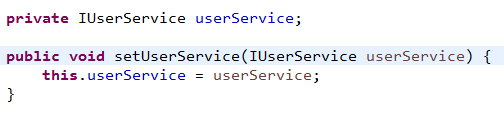 private IUserService userService;
public void setUserService(IUserService userService) {
this.userService = userService;
}